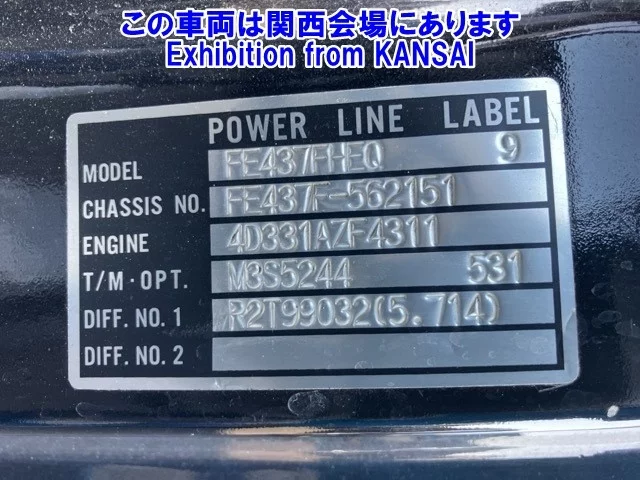 この車両は関西会場にあります
Exhibition from KANSAI
POWER LINE LABEL
MODEL FE437FHEQ 9
CHASSIS NO. FE437F-562151
ENGINE 4D331AZF4311
T/M·OPT. M3S5244 531
DIFF. NO. 1 R2T99032(5.714)
DIFF. NO. 2